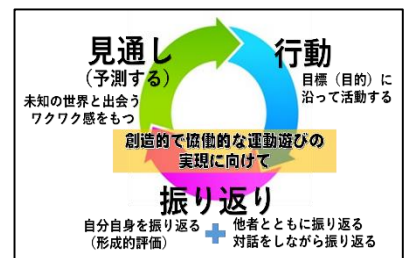 見通し
(予測する)
未知の世界と出会う
ワクワク感をもつ
行動
目標(目的)に
沿って活動する
創造的で協働的な運動遊びの
実現に向けて
振り返り
自分自身を振り返る
(形成的評価)
他者とともに振り返る
対話をしながら振り返る